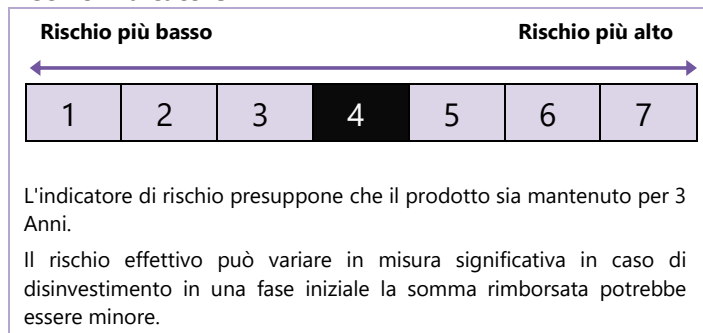 Rischio più basso Rischio più alto
1 2 3 4 5 6 7
L'indicatore di rischio presuppone che il prodotto sia mantenuto per 3
Anni.
Il rischio effettivo può variare in misura significativa in caso di
disinvestimento in una fase iniziale la somma rimborsata potrebbe
essere minore.